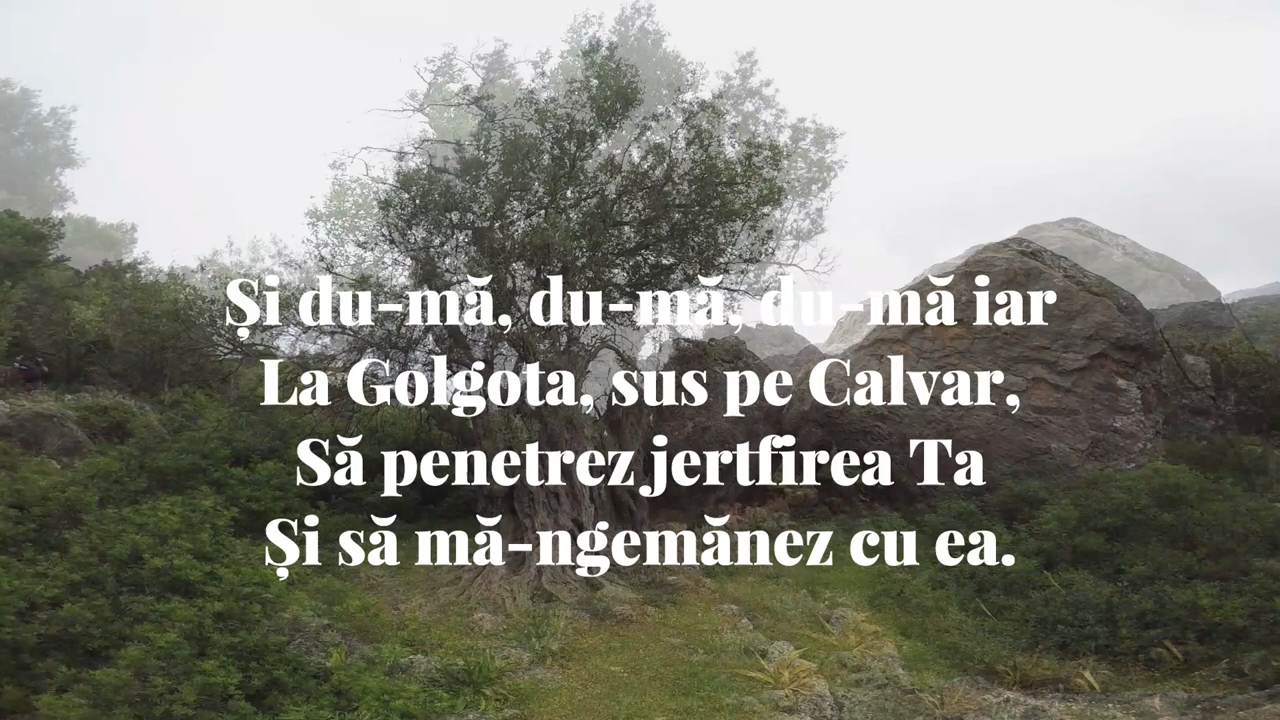 Și du-mă, du-mă, du-mă iar
La Golgota, sus pe Calvar,
Să penetrez jertfirea Ta
Și să mă-ngemănez cu ea.